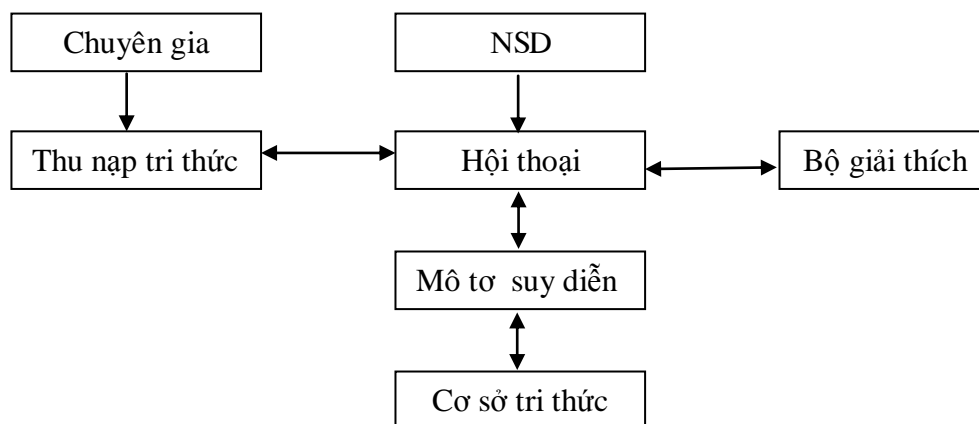 Chuyên gia
NSD
Thu nạp tri thức
Hội thoại
Bộ giải thích
Mô tơ suy diễn
Cơ sở tri thức